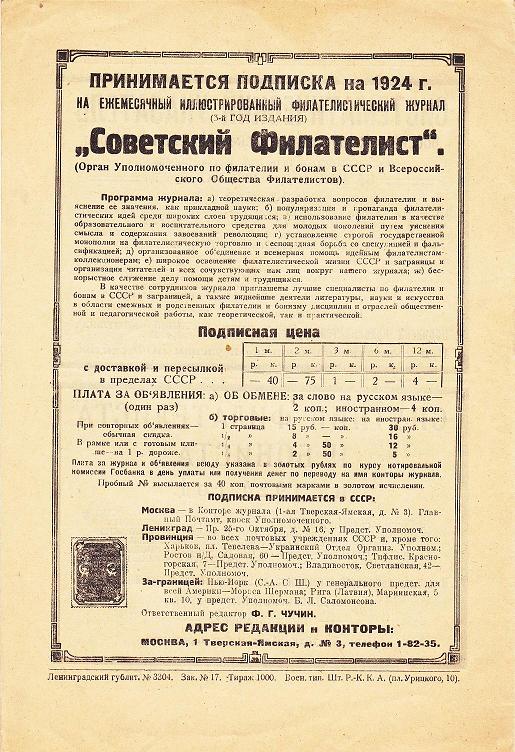 ПРИНИМАЕТСЯ ПОДПИСКА на 1924 г.
НА ЕЖЕМЕСЯЧНЫЙ ИЛЛЮСТРИРОВАННЫЙ ФИЛАТЕЛИСТИЧЕСКИЙ ЖУРНАЛ
(3-й ГОД ИЗДАНИЯ)
„Советский Филателист“.
(Орган Уполномоченного по филателии и бонам в СССР и Всероссий-
ского Общества Филателистов).
Программа журнала: а) теоретическая разработка вопросов филателии и вы-
яснение ее значения, как прикладной науки; б) популяризация и пропаганда филатели-
стических идей среди широких слоев трудящихся; в) использование филателии в качестве
образовательного и воспитательного средства для молодых поколений путем уяснения
смысла и содержания завоеваний революции; г) установление строгой государственной
монополии на филателистическую торговлю и беспощадная борьба со спекуляцией и фаль-
сификацией; д) организованное об'единение и всемерная помощь идейным филателистам-
коллекционерам; е) широкое освещение филателистической жизни СССР и заграницы и
организация читателей и всех сочувствующих нам лиц вокруг нашего журнала; ж) бес-
корыстное служение делу помощи детям и трудящихся.
В качестве сотрудников журнала приглашены лучшие специалисты по филателии и
бонам в СССР и заграницей, а также виднейшие деятели литературы, науки и искусства
в области смежных и родственных филателии и бонизму дисциплин и отраслей обществен-
ной и педагогической работы, как теоретической, так и практической.
Подписная цена
1 м. 2 м. 3 м 6 м. 12 м.
р. к. р. к. р. к. р. к. р. к.
с доставкой и пересылкой
в пределах СССР . . . — 40 — 75 1 — 2 — 4 —
ПЛАТА ЗА ОБ'ЯВЛЕНИЯ: а) ОБ ОБМЕНЕ: за слово на русском языке—
(один раз) 2 коп.; иностранном—4 коп.
б) торговые: на русском языке: на иностран. языке:
При повторных об'явлениях— 1 страница 15 руб. — коп. 30 руб.
обычная скидка. 1/2 „ 8 „ — „ 16 „
В рамке или с готовым кли- 1/4 „ 4 „ 50 „ 12 „
ше—на 1 р. дороже. 1/8 „ 2 „ 50 „ 5 „
Плата за журнал и об'явления всюду указана в золотых рублях по курсу котировальной
комиссии Госбанка в день уплаты или получения денег по переводу на имя конторы журнала.
Пробный № высылается за 40 коп. почтовыми марками в золотом исчислении.
ПОДПИСКА ПРИНИМАЕТСЯ в СССР:
Москва — в Конторе журнала (1-ая Тверская-Ямская, д. № 3). Глав-
ный Почтамт, киоск Уполномоченного.
Ленинград — Пр. 25-го Октября, д. № 16, у Предст. Уполномоч.
Провинция — во всех почтовых учреждениях СССР и, кроме того:
Харьков, пл. Тевелева—Украинский Отдел Организ. Уполном.;
Ростов н/Д, Садовая, 60 —Предст. Уполномоч.; Тифлис, Красно-
горская, 7—Предст. Уполномоч.; Владивосток, Светланская, 42—
Предст. Уполномоч.
За-границей: Нью-Йорк (С.-А. С Ш.) у генерального предст. для
всей Америки—Мориса Шермана; Рига (Латвия), Мариинская, 5
кв. 10, у предст. Уполномоч. Б. Л. Саломонсона.
Ответственный редактор Ф. Г. ЧУЧИН.
АДРЕС РЕДАКЦИИ и КОНТОРЫ:
МОСКВА, 1 Тверская-Ямская, д. № 3, телефон 1-82-35.
Ленинградский гублит. № 3304. Зак. № 17. Тираж 1000. Воен. тип. Шт. Р.-К. К. А. (пл. Урицкого, 10).